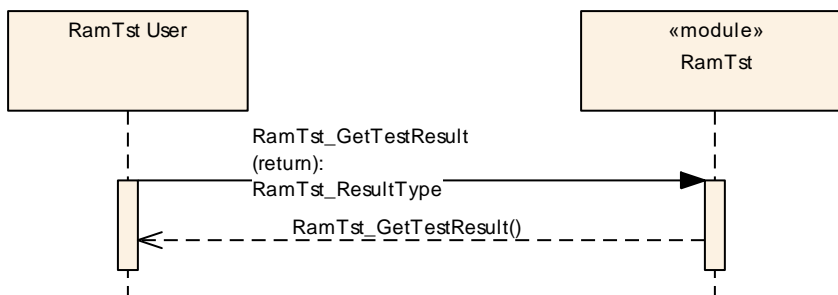 RamTst User
«module»
RamTst
RamTst_GetTestResult
(return):
RamTst_ResultType
RamTst_GetTestResult()